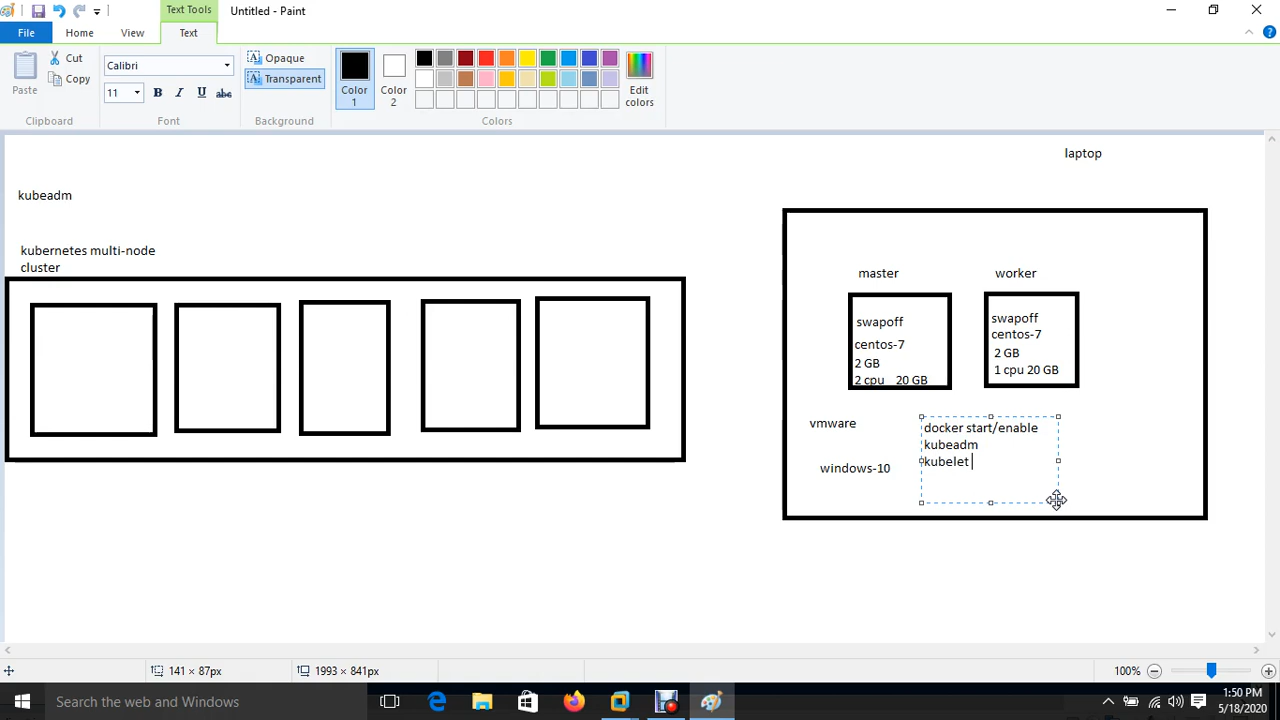 Text Tools
Untitled - Paint
File
Home
View
Text
Paste
Cut
Copy
Clipboard
Calibri
11
B I U abc
Font
Opaque
Transparent
Background
Color 1
Color 2
Edit colors
Colors
laptop
kubeadm
kubernetes multi-node
cluster
master
worker
swapoff
centos-7
2 GB
2 cpu 20 GB
swapoff
centos-7
2 GB
1 cpu 20 GB
vmware
windows-10
docker start/enable
kubeadm
kubelet
141 × 87px
1993 × 841px
100%
Search the web and Windows
1:50 PM
5/18/2020